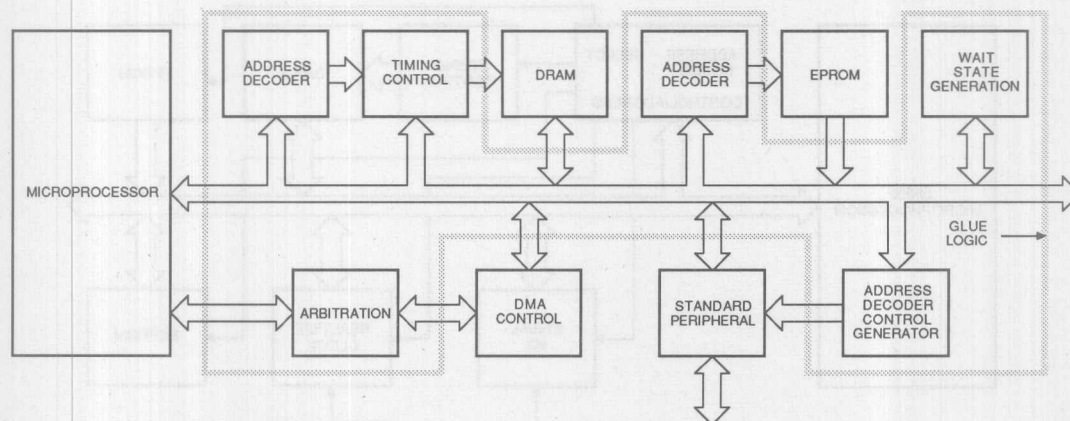 ADDRESS
DECODER
TIMING
CONTROL
DRAM
ADDRESS
DECODER
EPROM
WAIT
STATE
GENERATION
MICROPROCESSOR
GLUE
LOGIC
ARBITRATION
DMA
CONTROL
STANDARD
PERIPHERAL
ADDRESS
DECODER
CONTROL
GENERATOR